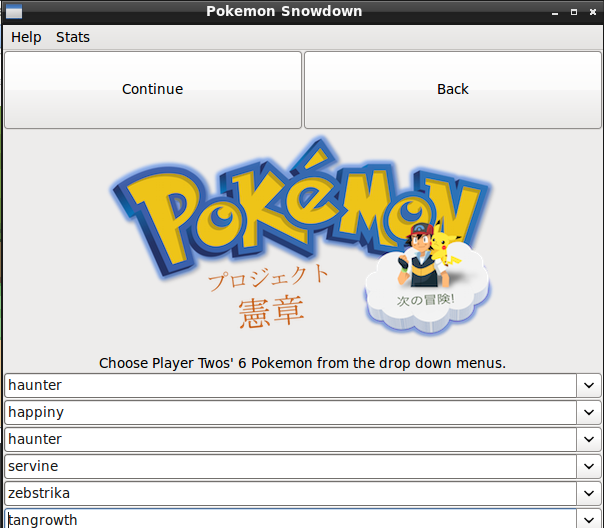 Pokemon Snowdown
Help Stats
Continue Back
POKéMON
プロジェクト
憲章
次の冒険!
Choose Player Twos' 6 Pokemon from the drop down menus.
haunter
happiny
haunter
servine
zebstrika
tangrowth